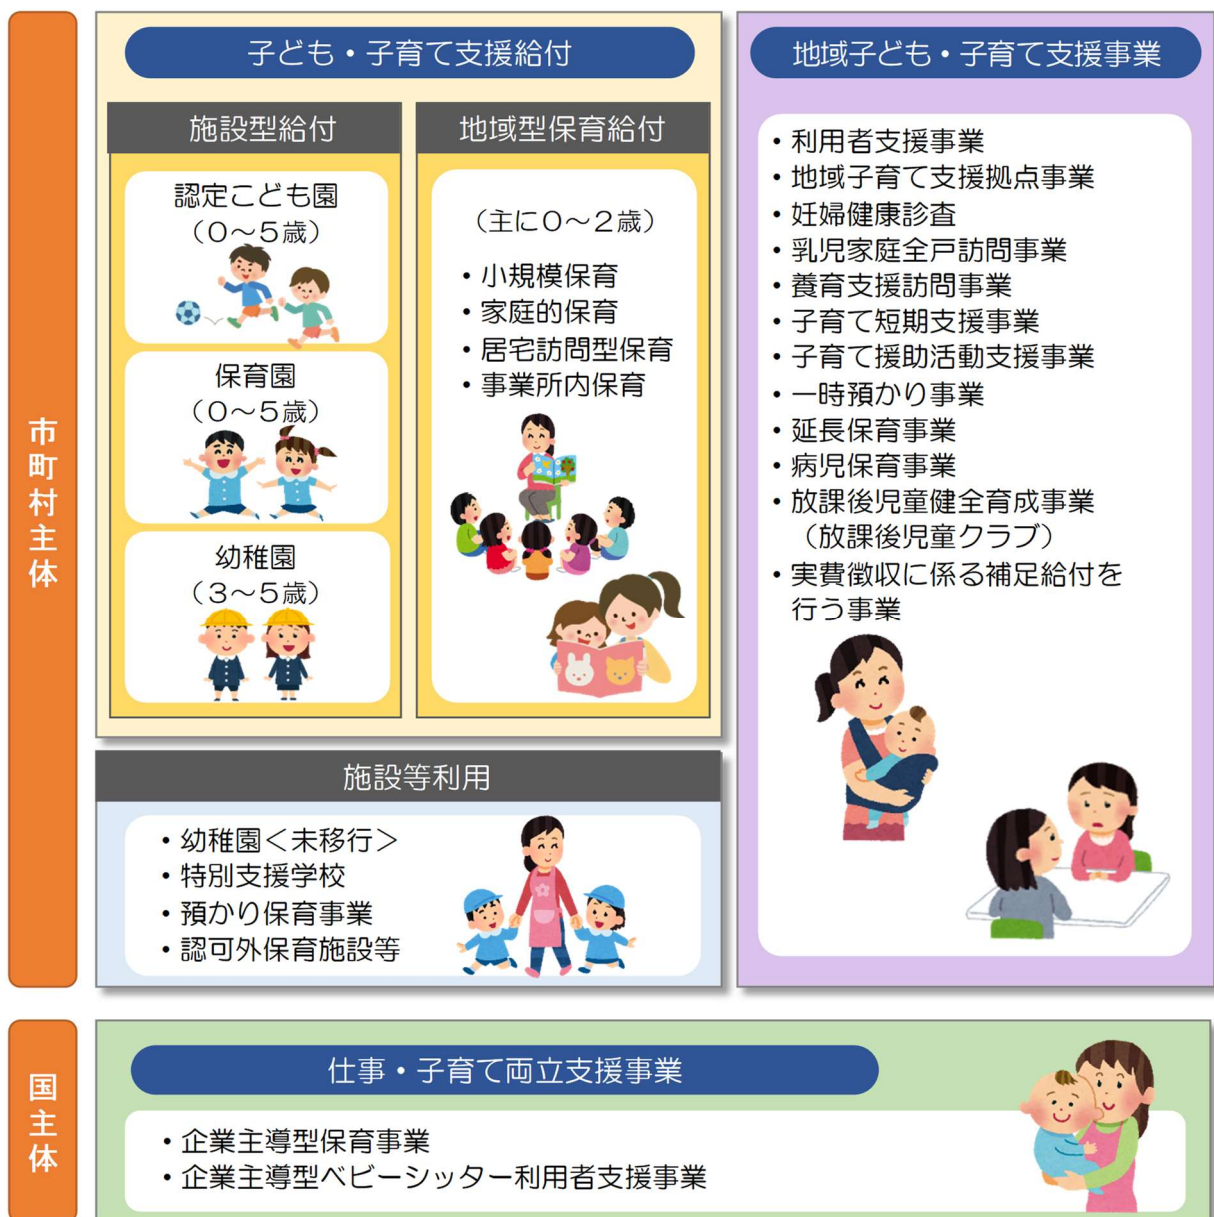 市町村主体
子ども・子育て支援給付
施設型給付
認定こども園
（０～５歳）
保育園
（０～５歳）
幼稚園
（３～５歳）
地域型保育給付
（主に０～２歳）
・小規模保育
・家庭的保育
・居宅訪問型保育
・事業所内保育
施設等利用
・幼稚園＜未移行＞
・特別支援学校
・預かり保育事業
・認可外保育施設等
地域子ども・子育て支援事業
・利用者支援事業
・地域子育て支援拠点事業
・妊婦健康診査
・乳児家庭全戸訪問事業
・養育支援訪問事業
・子育て短期支援事業
・子育て援助活動支援事業
・一時預かり事業
・延長保育事業
・病児保育事業
・放課後児童健全育成事業
（放課後児童クラブ）
・実費徴収に係る補足給付を
行う事業
国主体
仕事・子育て両立支援事業
・企業主導型保育事業
・企業主導型ベビーシッター利用者支援事業